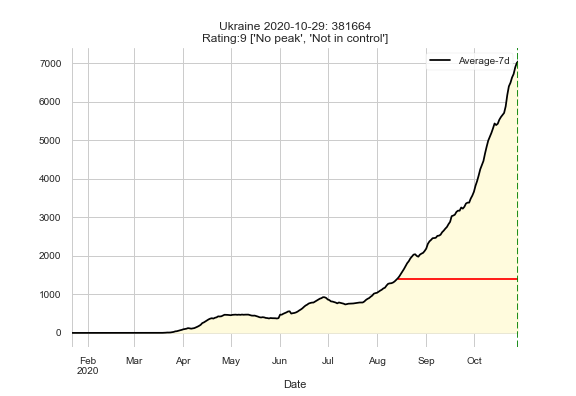 Ukraine 2020-10-29: 381664
Rating:9 ['No peak', 'Not in control']
Average-7d
7000
6000
5000
4000
3000
2000
1000
0
Feb Mar Apr May Jun Jul Aug Sep Oct
2020
Date